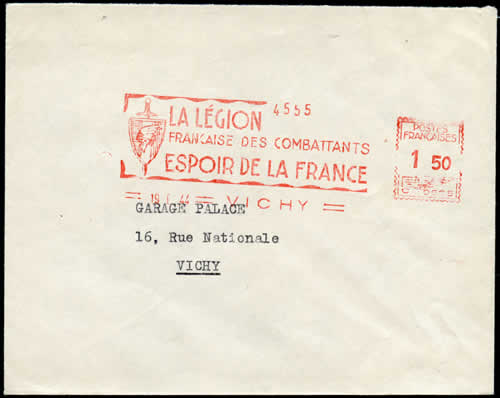 4555
LA LÉGION
FRANÇAISE DES COMBATTANTS
ESPOIR DE LA FRANCE
POSTES
FRANÇAISES
1 50
44 VICHY
GARAGE PALACE
16, Rue Nationale
VICHY